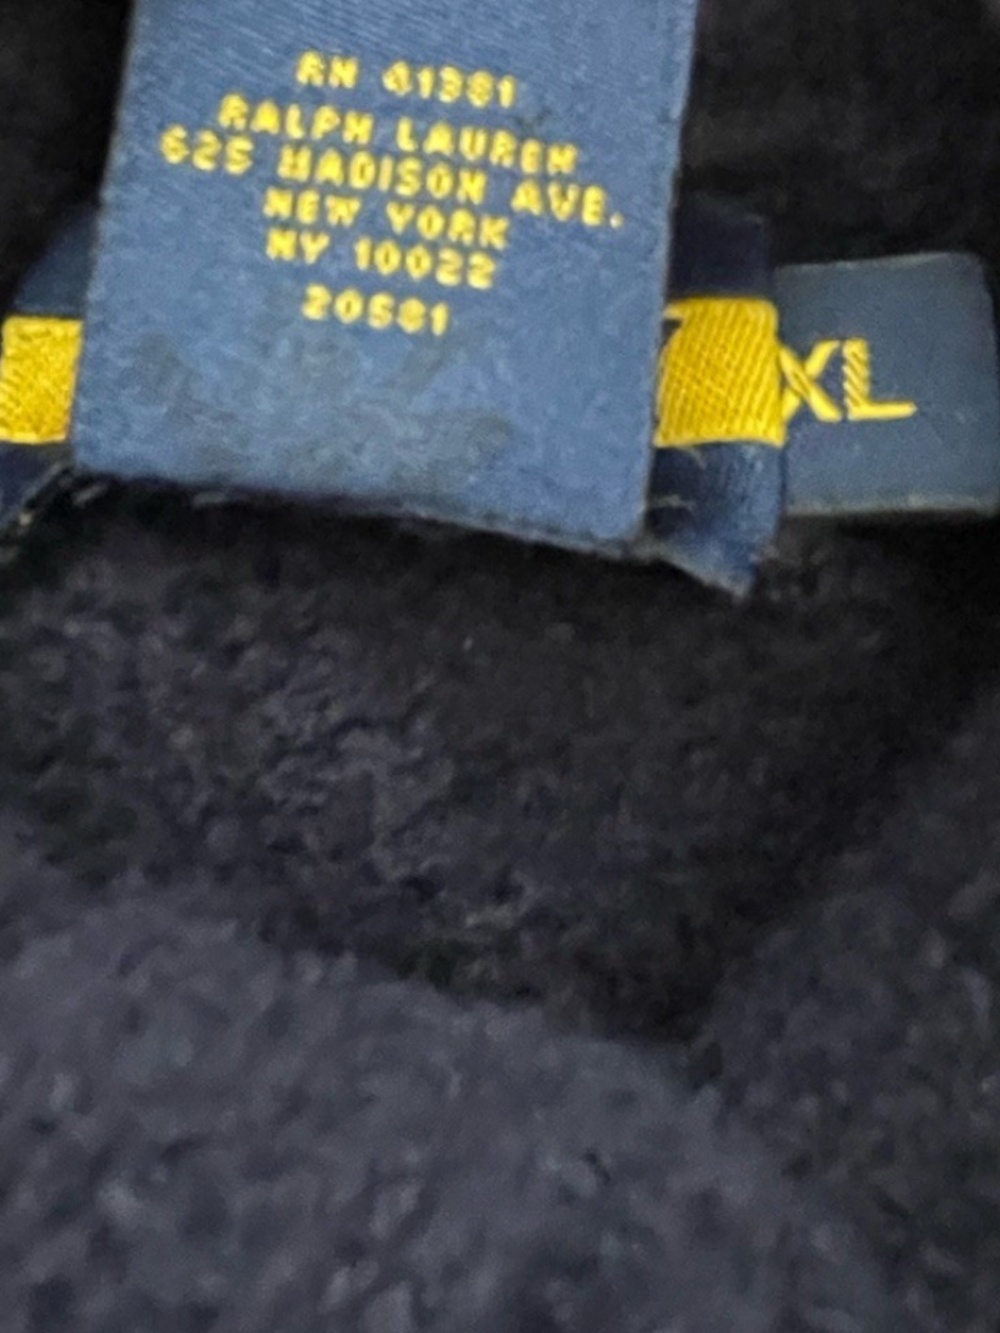 RN 41381
RALPH LAUREN
625 MADISON AVE.
NEW YORK
NY 10022
20581
XL